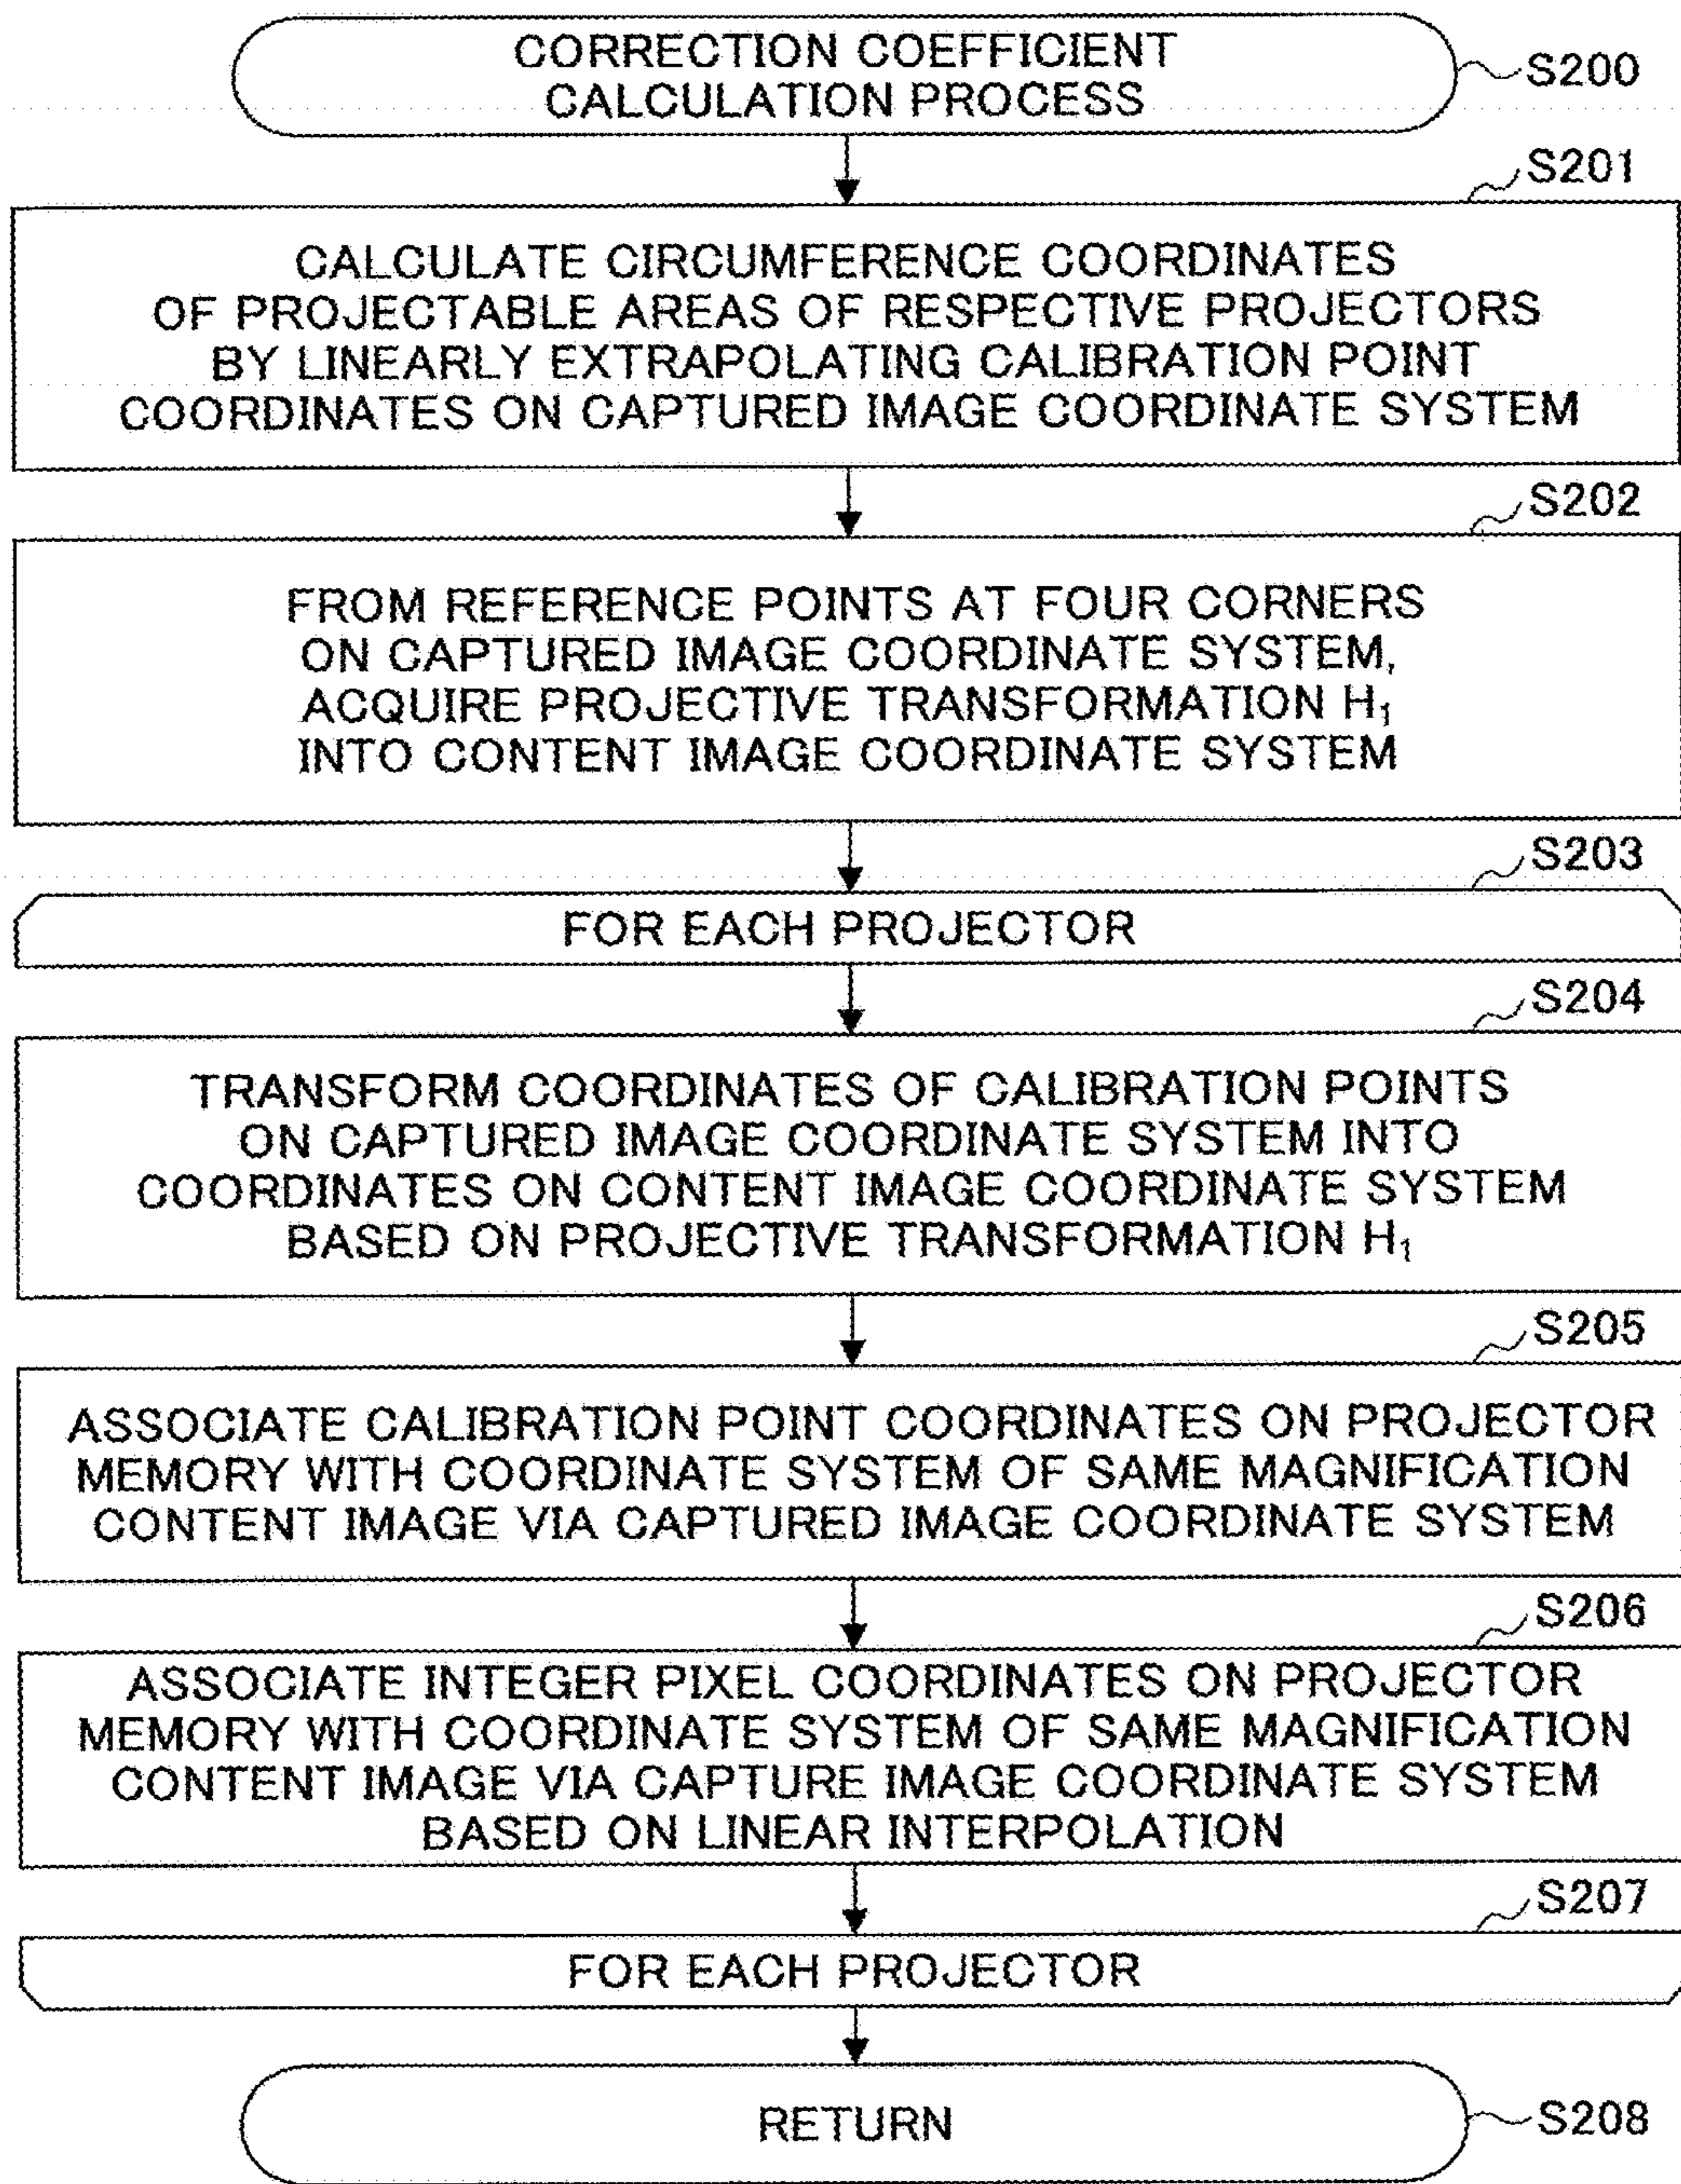 CORRECTION COEFFICIENT
CALCULATION PROCESS
S200
S201
CALCULATE CIRCUMFERENCE COORDINATES
OF PROJECTABLE AREAS OF RESPECTIVE PROJECTORS
BY LINEARLY EXTRAPOLATING CALIBRATION POINT
COORDINATES ON CAPTURED IMAGE COORDINATE SYSTEM
S202
FROM REFERENCE POINTS AT FOUR CORNERS
ON CAPTURED IMAGE COORDINATE SYSTEM,
ACQUIRE PROJECTIVE TRANSFORMATION H₁
INTO CONTENT IMAGE COORDINATE SYSTEM
S203
FOR EACH PROJECTOR
S204
TRANSFORM COORDINATES OF CALIBRATION POINTS
ON CAPTURED IMAGE COORDINATE SYSTEM INTO
COORDINATES ON CONTENT IMAGE COORDINATE SYSTEM
BASED ON PROJECTIVE TRANSFORMATION H₁
S205
ASSOCIATE CALIBRATION POINT COORDINATES ON PROJECTOR
MEMORY WITH COORDINATE SYSTEM OF SAME MAGNIFICATION
CONTENT IMAGE VIA CAPTURED IMAGE COORDINATE SYSTEM
S206
ASSOCIATE INTEGER PIXEL COORDINATES ON PROJECTOR
MEMORY WITH COORDINATE SYSTEM OF SAME MAGNIFICATION
CONTENT IMAGE VIA CAPTURE IMAGE COORDINATE SYSTEM
BASED ON LINEAR INTERPOLATION
S207
FOR EACH PROJECTOR
RETURN
S208